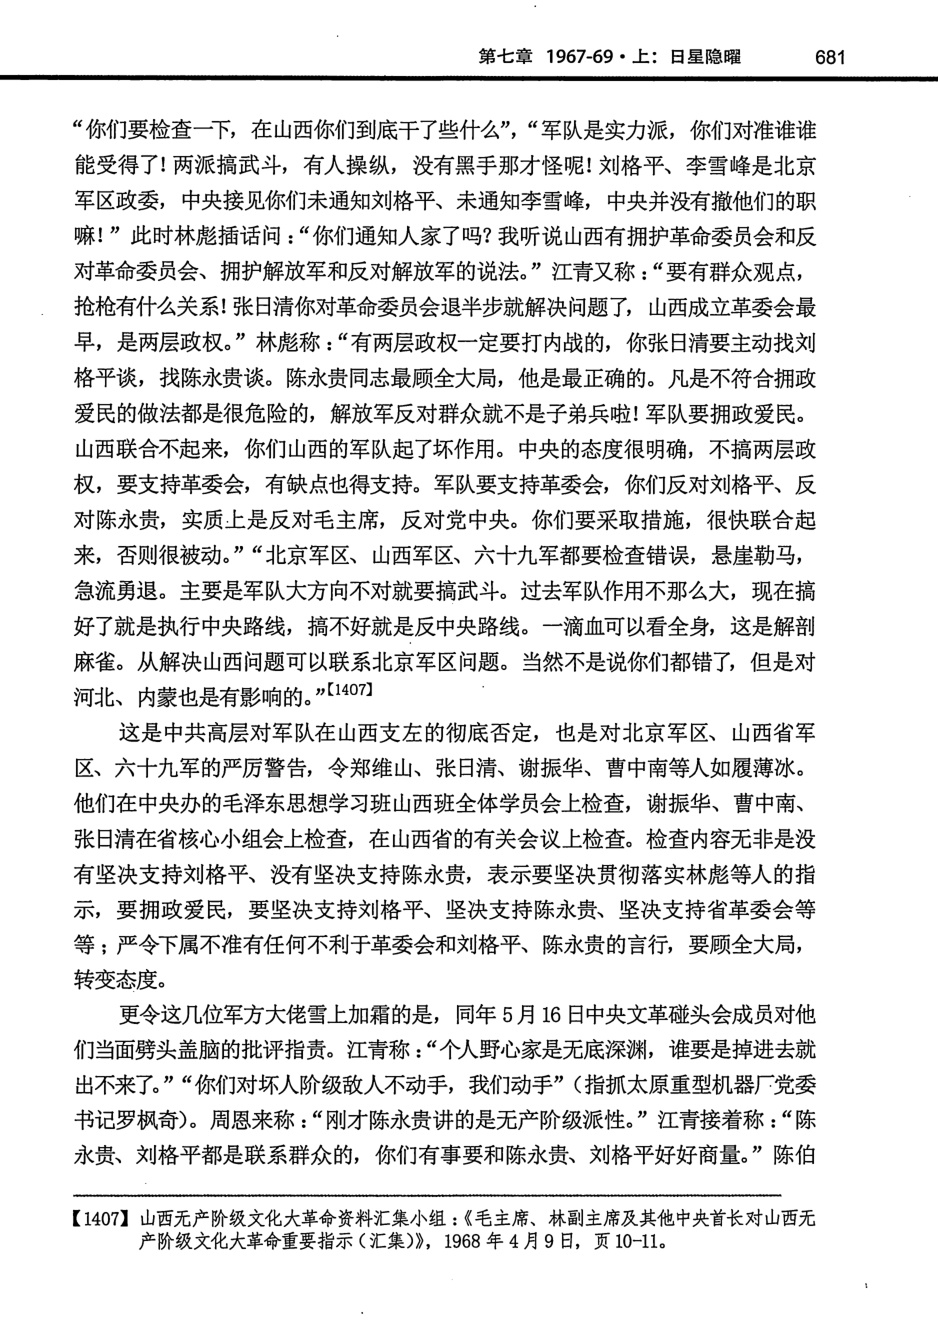 第七章 1967-69·上：日星隐曜 681
“你们要检查一下，在山西你们到底干了些什么”，“军队是实力派，你们对准谁谁
能受得了！两派搞武斗，有人操纵，没有黑手那才怪呢！刘格平、李雪峰是北京
军区政委，中央接见你们未通知刘格平、未通知李雪峰，中央并没有撤他们的职
嘛！”此时林彪插话问：“你们通知人家了吗？我听说山西有拥护革命委员会和反
对革命委员会、拥护解放军和反对解放军的说法。”江青又称：“要有群众观点，
抢枪有什么关系！张日清你对革命委员会退半步就解决问题了，山西成立革委会最
早，是两层政权。”林彪称：“有两层政权一定要打内战的，你张日清要主动找刘
格平谈，找陈永贵谈。陈永贵同志最顾全大局，他是最正确的。凡是不符合拥政
爱民的做法都是很危险的，解放军反对群众就不是子弟兵啦！军队要拥政爱民。
山西联合不起来，你们山西的军队起了坏作用。中央的态度很明确，不搞两层政
权，要支持革委会，有缺点也得支持。军队要支持革委会，你们反对刘格平、反
对陈永贵，实质上是反对毛主席，反对党中央。你们要采取措施，很快联合起
来，否则很被动。”“北京军区、山西军区、六十九军都要检查错误，悬崖勒马，
急流勇退。主要是军队大方向不对就要搞武斗。过去军队作用不那么大，现在搞
好了就是执行中央路线，搞不好就是反中央路线。一滴血可以看全身，这是解剖
麻雀。从解决山西问题可以联系北京军区问题。当然不是说你们都错了，但是对
河北、内蒙也是有影响的。”【1407】
这是中共高层对军队在山西支左的彻底否定，也是对北京军区、山西省军
区、六十九军的严厉警告，令郑维山、张日清、谢振华、曹中南等人如履薄冰。
他们在中央办的毛泽东思想学习班山西班全体学员会上检查，谢振华、曹中南、
张日清在省核心小组会上检查，在山西省的有关会议上检查。检查内容无非是没
有坚决支持刘格平、没有坚决支持陈永贵，表示要坚决贯彻落实林彪等人的指
示，要拥政爱民，要坚决支持刘格平、坚决支持陈永贵、坚决支持省革委会等
等；严令下属不准有任何不利于革委会和刘格平、陈永贵的言行，要顾全大局，
转变态度。
更令这几位军方大佬雪上加霜的是，同年 5 月 16 日中央文革碰头会成员对他
们当面劈头盖脑的批评指责。江青称：“个人野心家是无底深渊，谁要是掉进去就
出不来了。”“你们对坏人阶级敌人不动手，我们动手”（指抓太原重型机器厂党委
书记罗枫奇）。周恩来称：“刚才陈永贵讲的是无产阶级派性。”江青接着称：“陈
永贵、刘格平都是联系群众的，你们有事要和陈永贵、刘格平好好商量。”陈伯
【1407】山西无产阶级文化大革命资料汇集小组：《毛主席、林副主席及其他中央首长对山西无
产阶级文化大革命重要指示（汇集）》，1968 年 4 月 9 日，页 10-11。